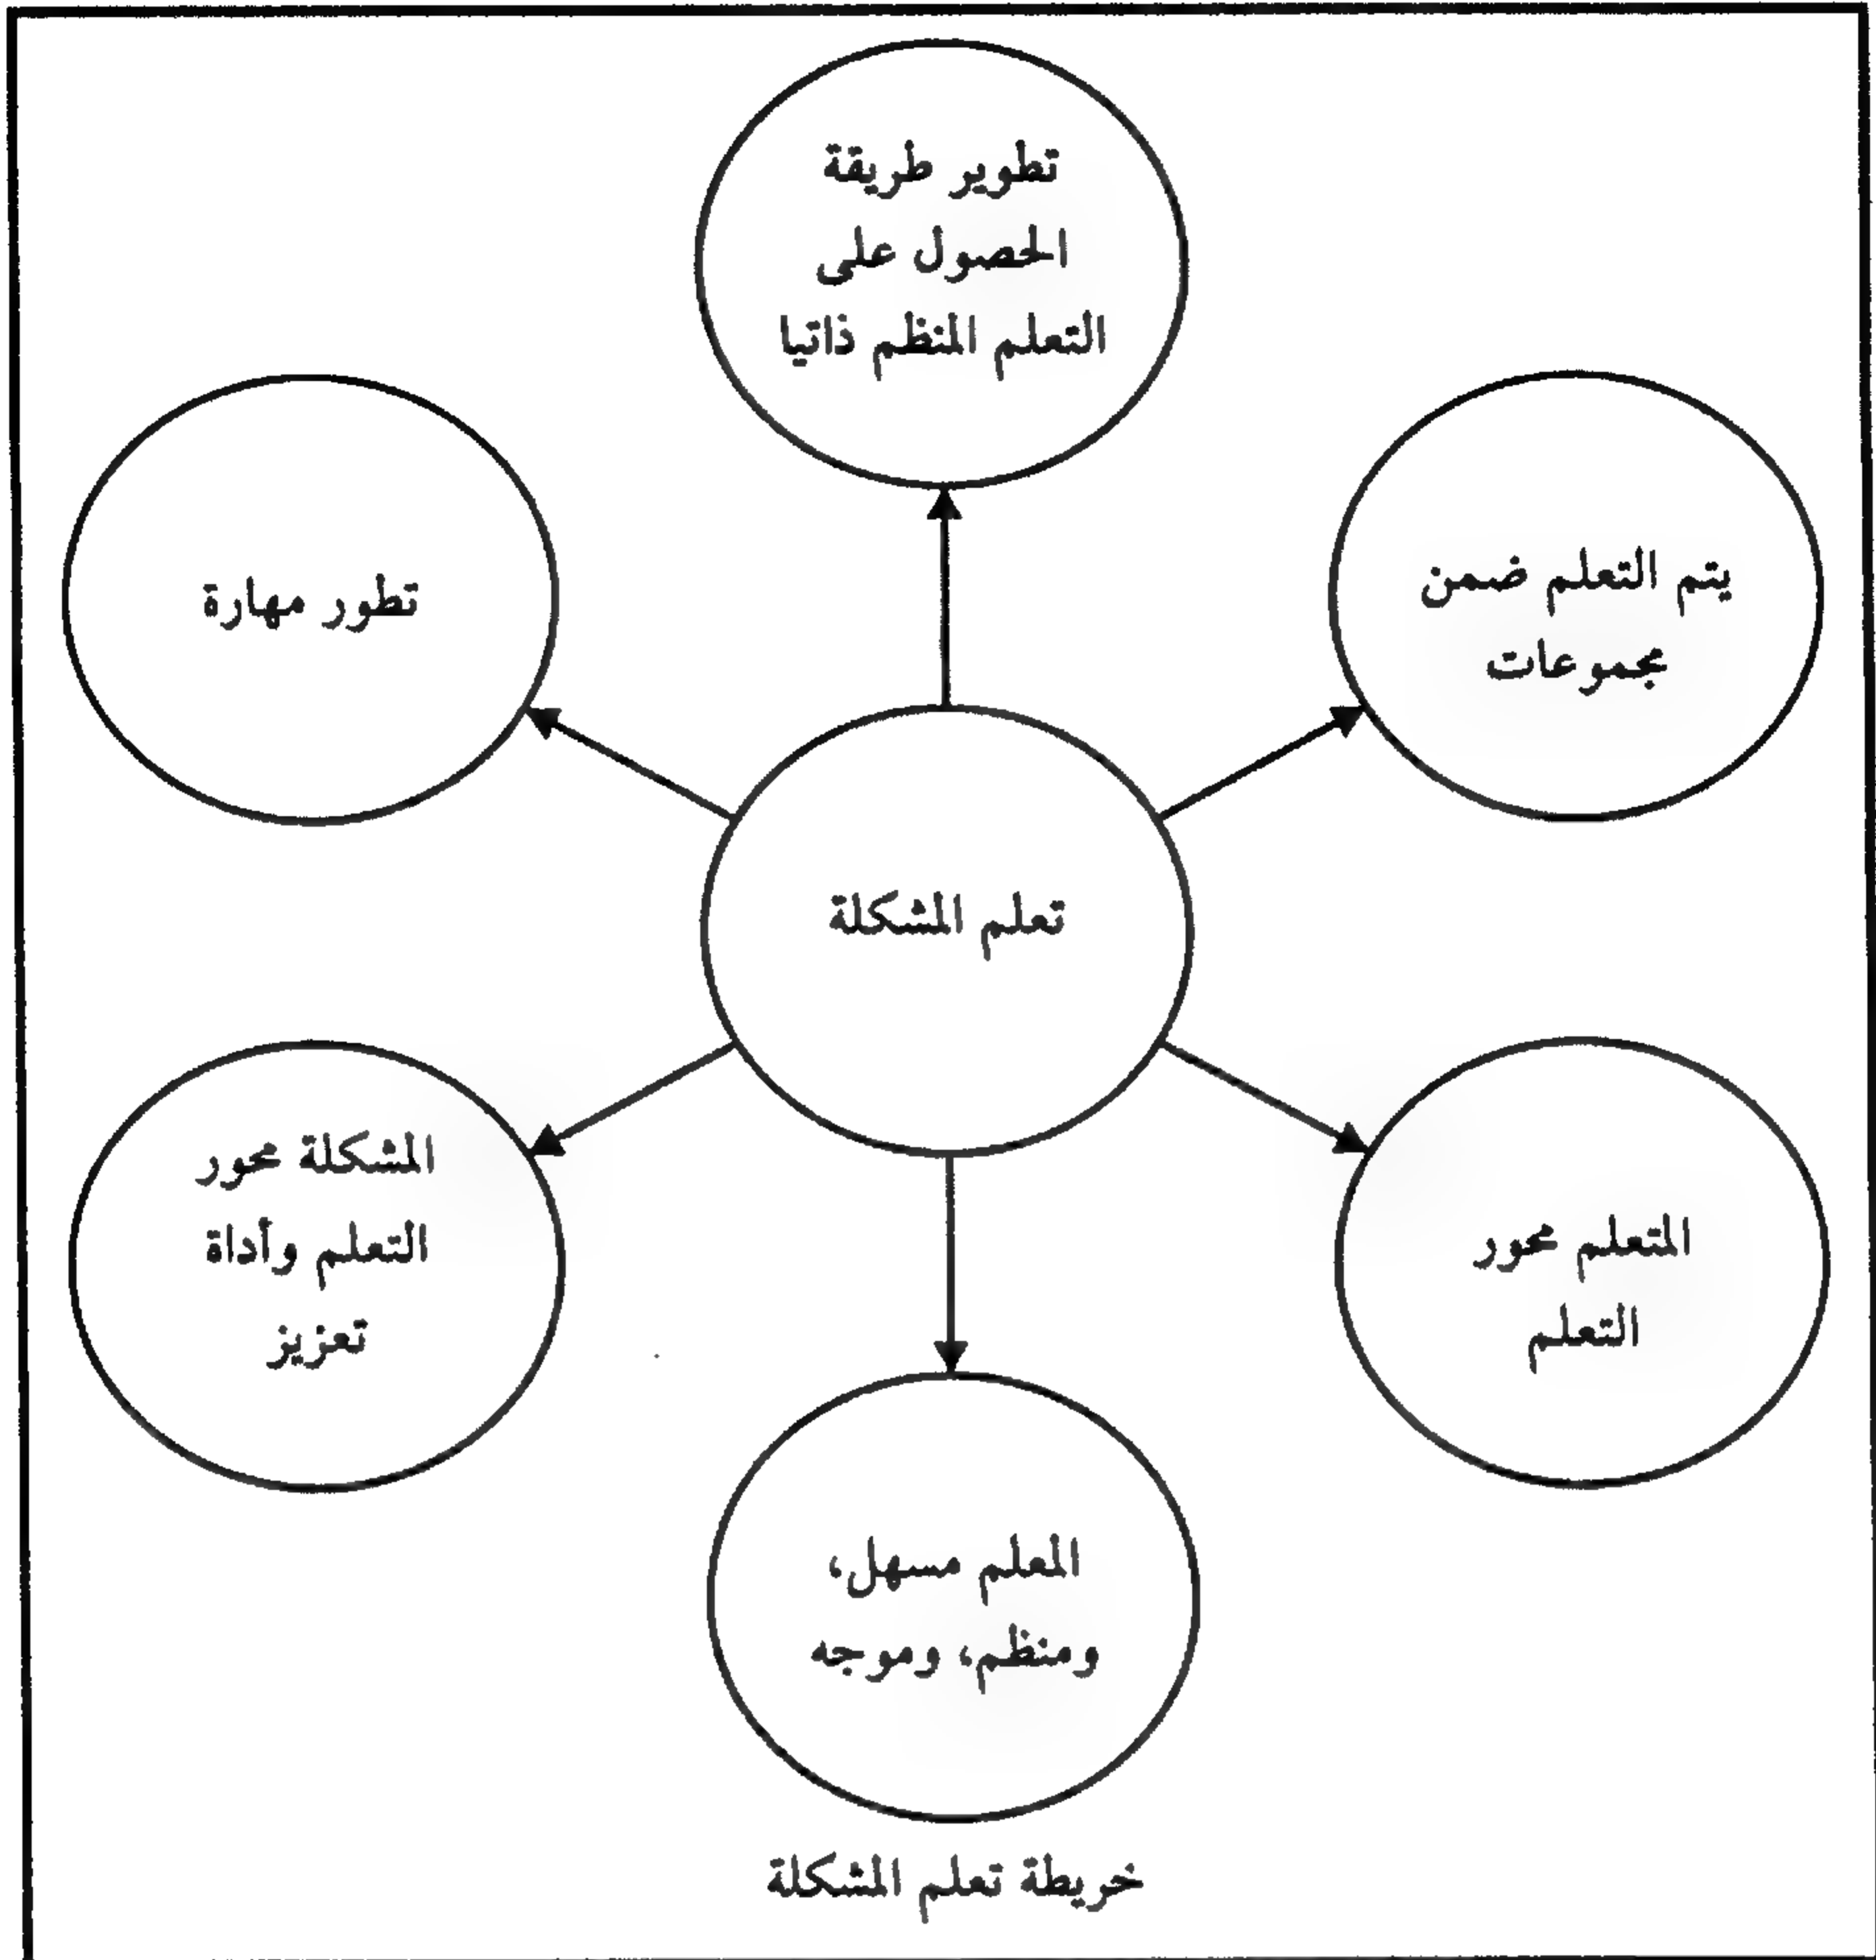 تطوير طريقة
الحصول على
التعلم المنظم ذاتيا
يتم التعلم ضمن
مجموعات
تطور مهارة
تعلم المشكلة
المتعلم محور
التعلم
المشكلة محور
التعلم وأداة
تعزيز
المعلم مسهل،
ومنظم، وموجه
خريطة تعلم المشكلة